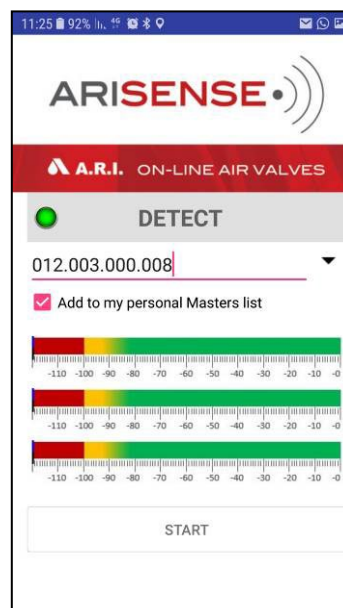 11:25 92% 4G
ARISENSE
A.R.I. ON-LINE AIR VALVES
DETECT
012.003.000.008
Add to my personal Masters list
-110 -100 -90 -80 -70 -60 -50 -40 -30 -20 -10 -0
-110 -100 -90 -80 -70 -60 -50 -40 -30 -20 -10 -0
-110 -100 -90 -80 -70 -60 -50 -40 -30 -20 -10 -0
START